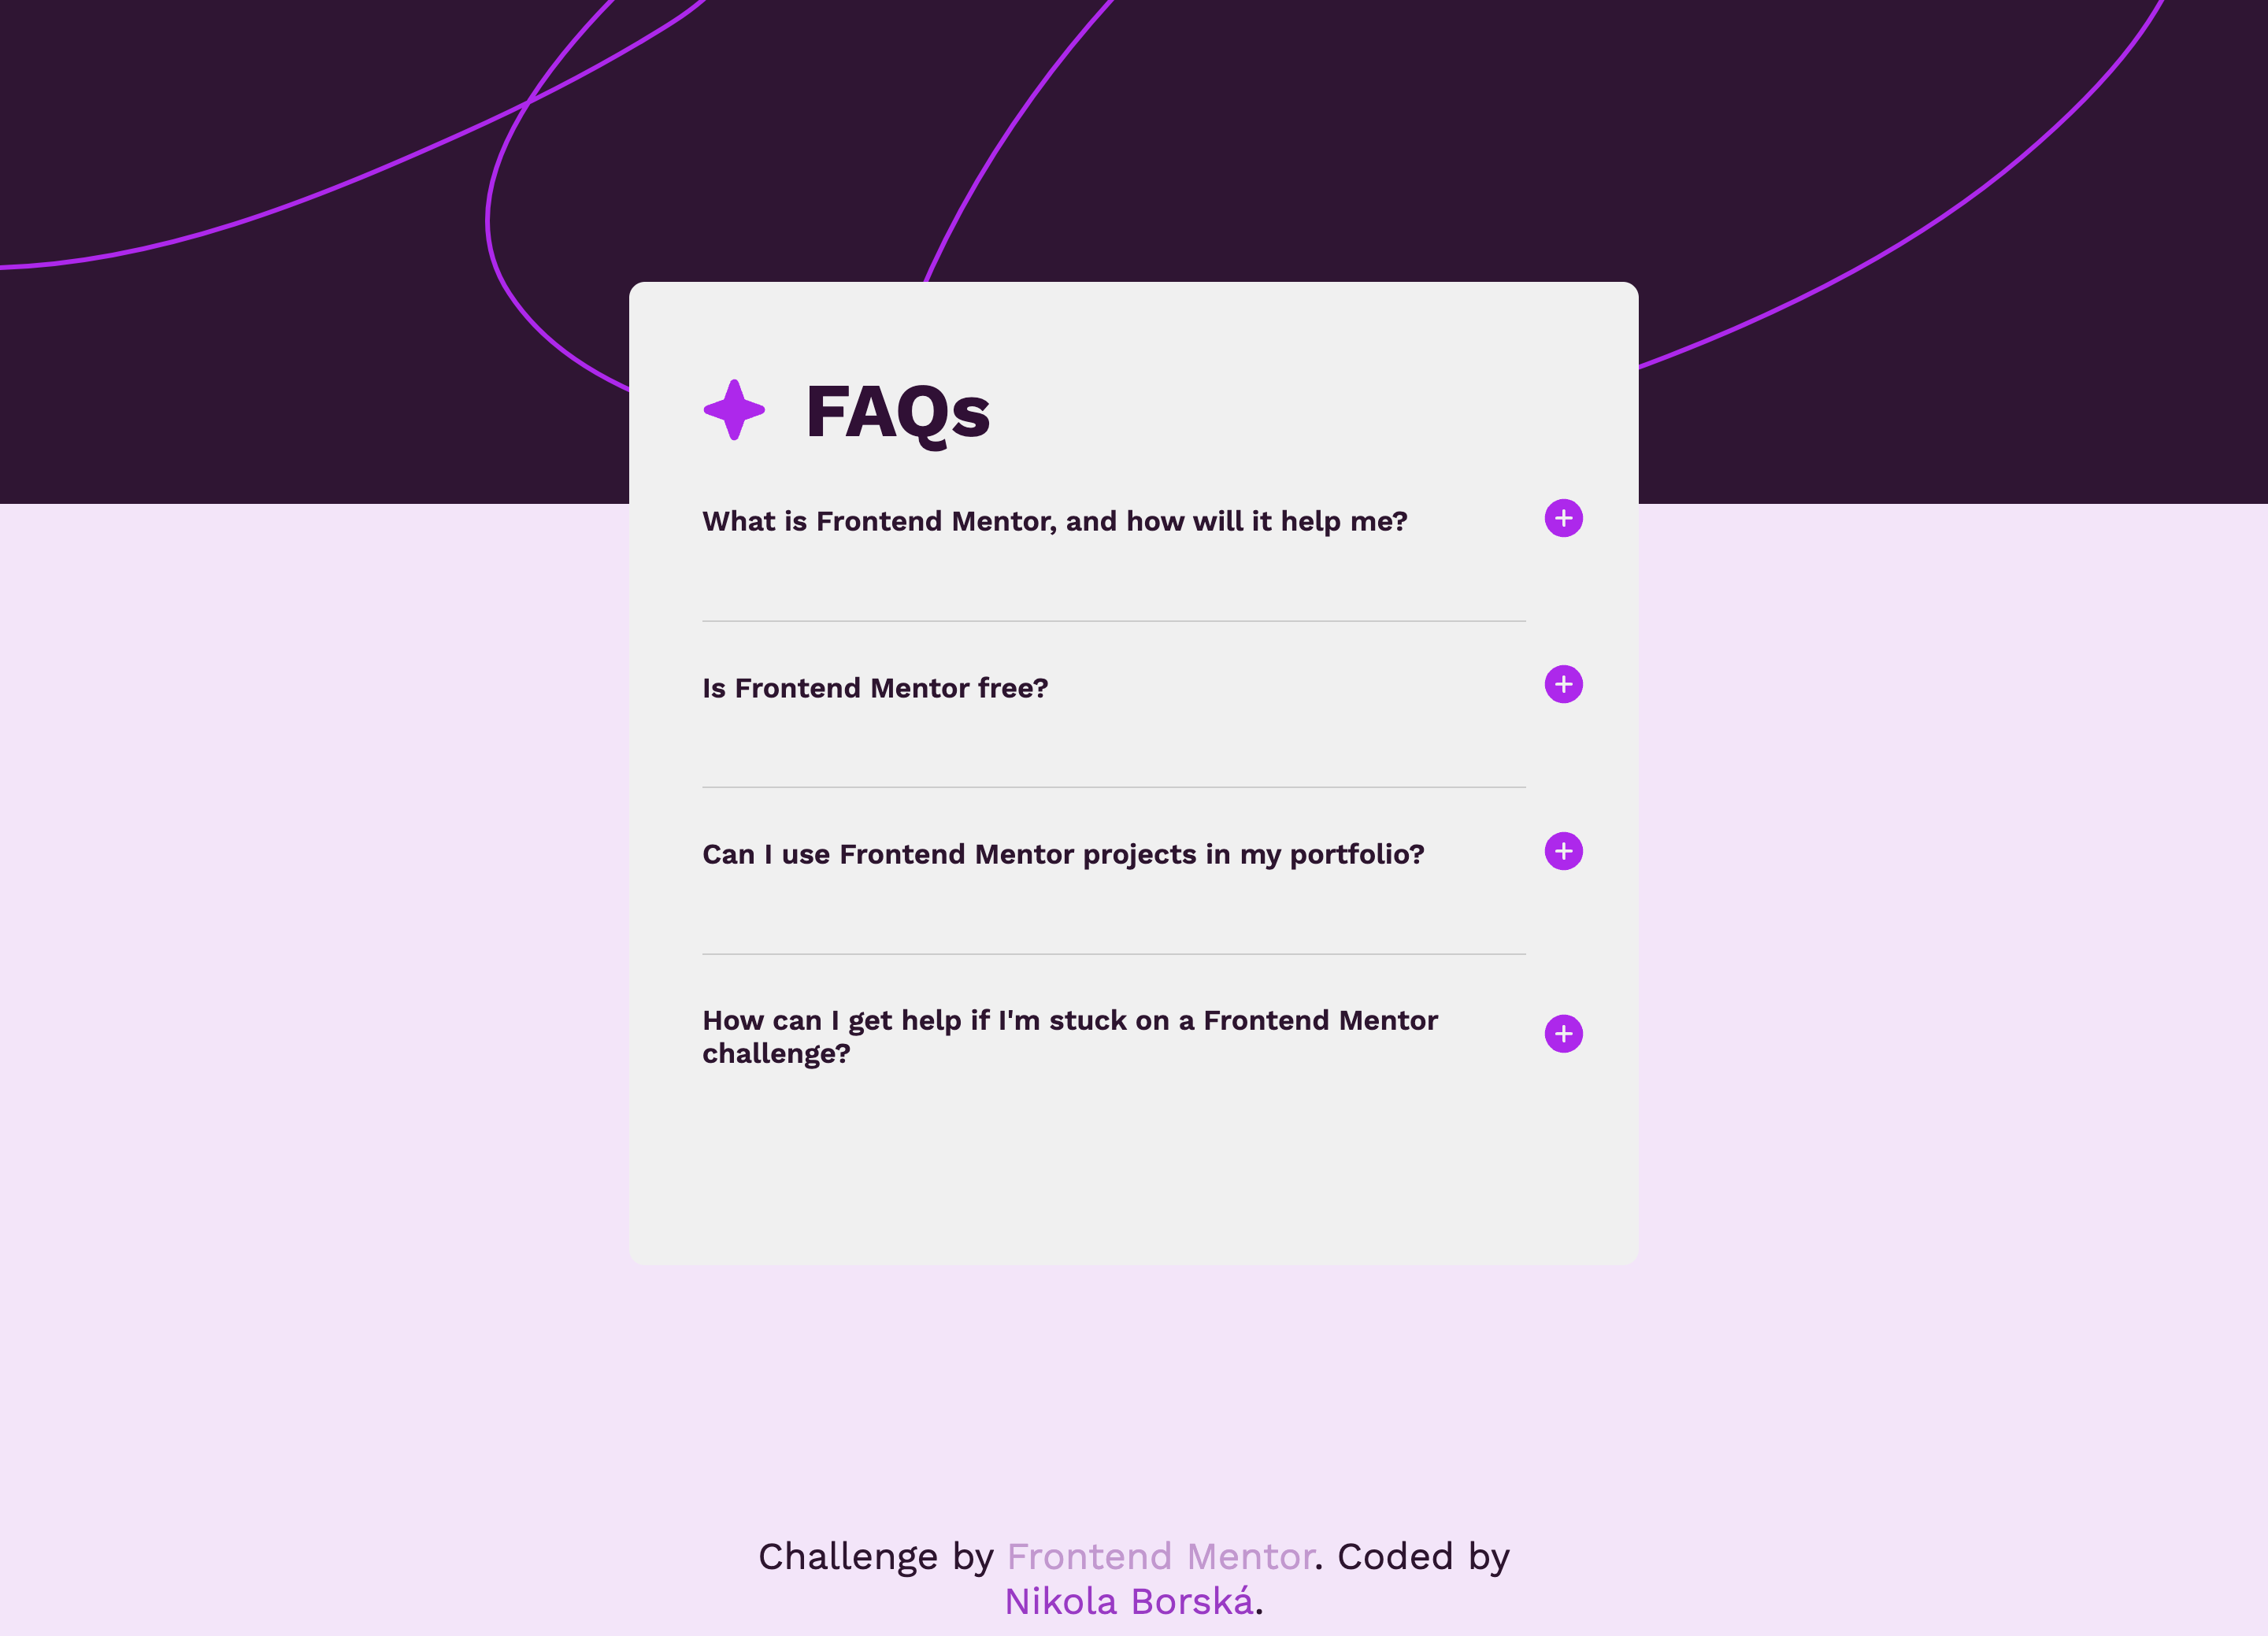 FAQs
What is Frontend Mentor, and how will it help me?
Is Frontend Mentor free?
Can I use Frontend Mentor projects in my portfolio?
How can I get help if I'm stuck on a Frontend Mentor
challenge?
Challenge by Frontend Mentor. Coded by
Nikola Borská.